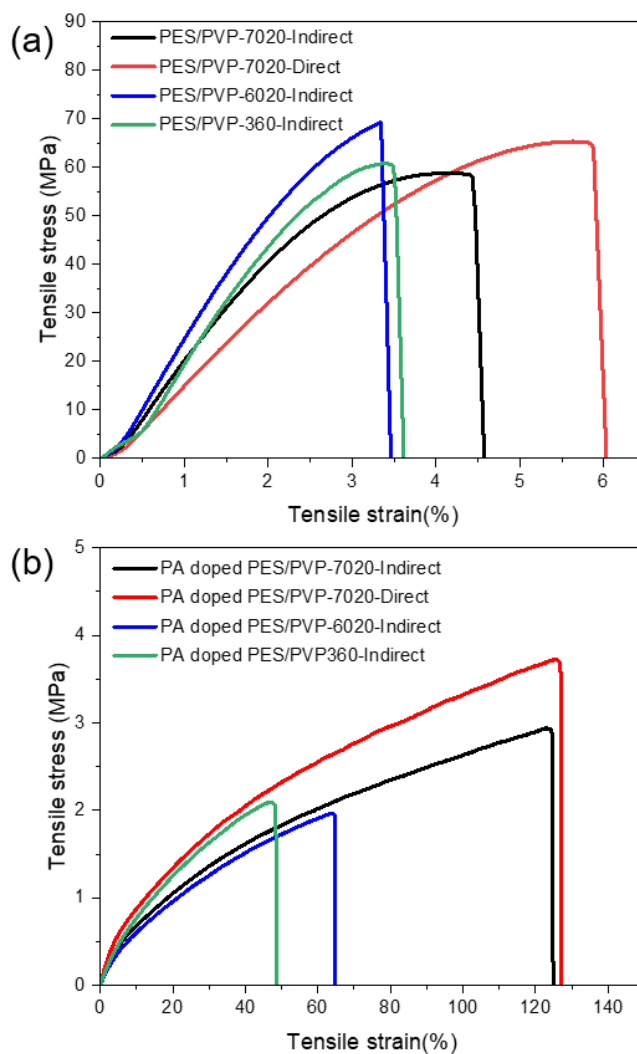 (a)
PES/PVP-7020-Indirect
PES/PVP-7020-Direct
PES/PVP-6020-Indirect
PES/PVP-360-Indirect
90
80
70
60
50
40
30
20
10
0
Tensile stress (MPa)
0 1 2 3 4 5 6
Tensile strain(%)
(b)
PA doped PES/PVP-7020-Indirect
PA doped PES/PVP-7020-Direct
PA doped PES/PVP-6020-Indirect
PA doped PES/PVP360-Indirect
5
4
3
2
1
0
Tensile stress (MPa)
0 20 40 60 80 100 120 140
Tensile strain(%)